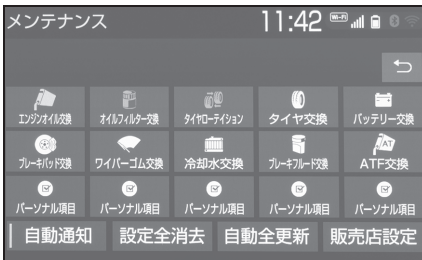 メンテナンス 11:42 Wi-Fi
エンジンオイル交換 オイルフィルター交換 タイヤローテイション タイヤ交換 バッテリー交換
ブレーキパッド交換 ワイパーゴム交換 冷却水交換 ブレーキフルード交換 AT ATF交換
パーソナル項目 パーソナル項目 パーソナル項目 パーソナル項目 パーソナル項目
自動通知 設定全消去 自動全更新 販売店設定